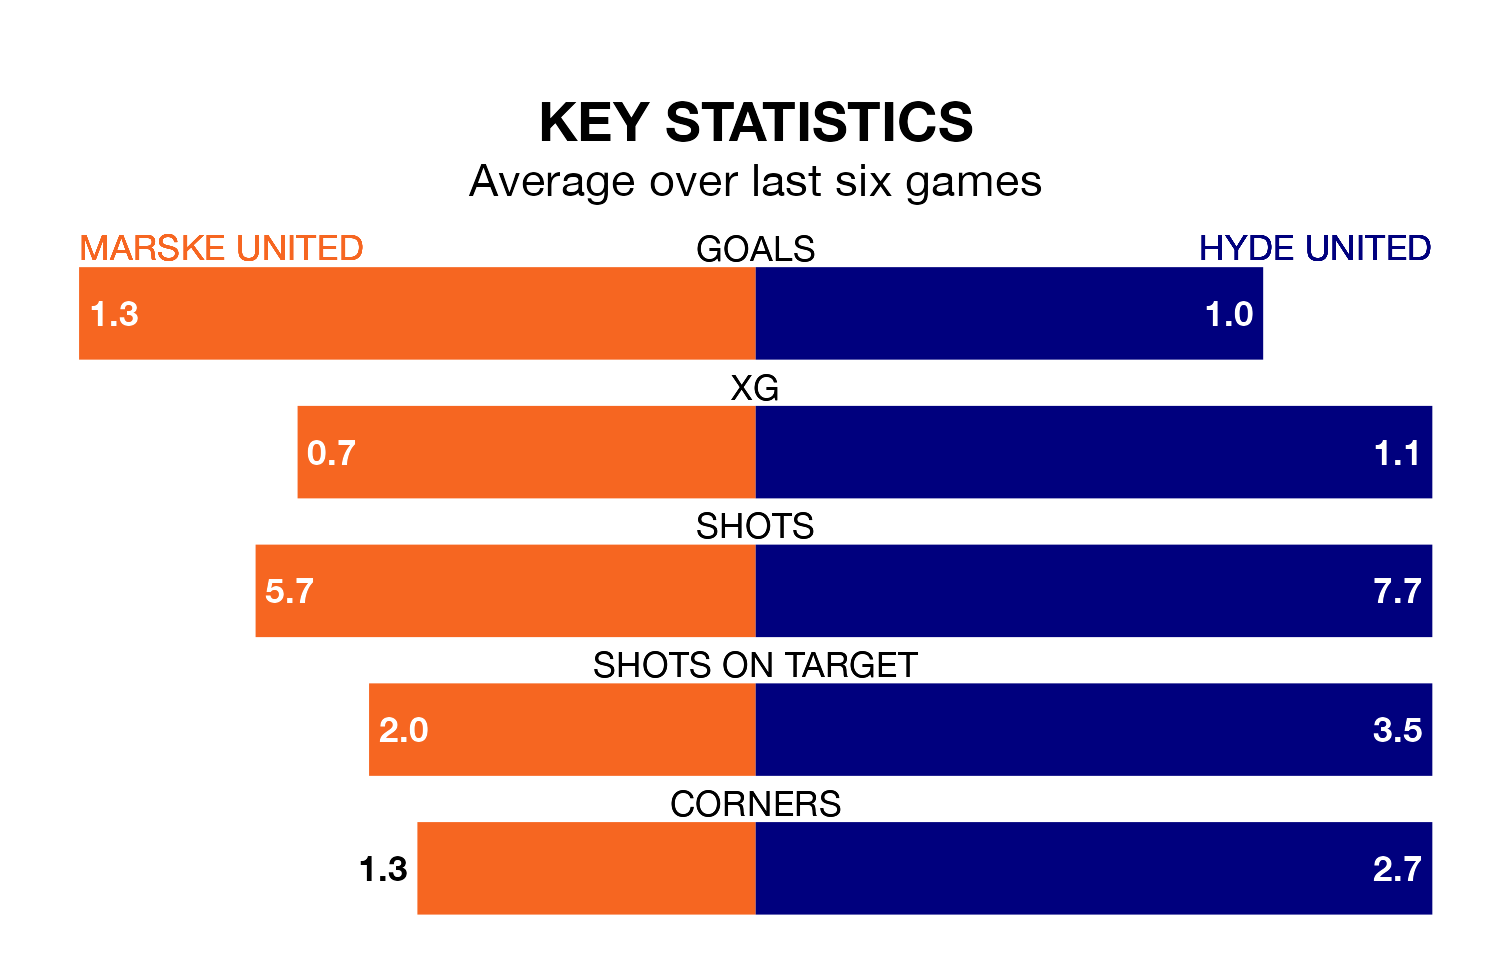 KEY STATISTICS
Average over last six games
MARSKE UNITED GOALS HYDE UNITED
1.3 1.0
XG
0.7 1.1
SHOTS
5.7 7.7
SHOTS ON TARGET
2.0 3.5
CORNERS
1.3 2.7